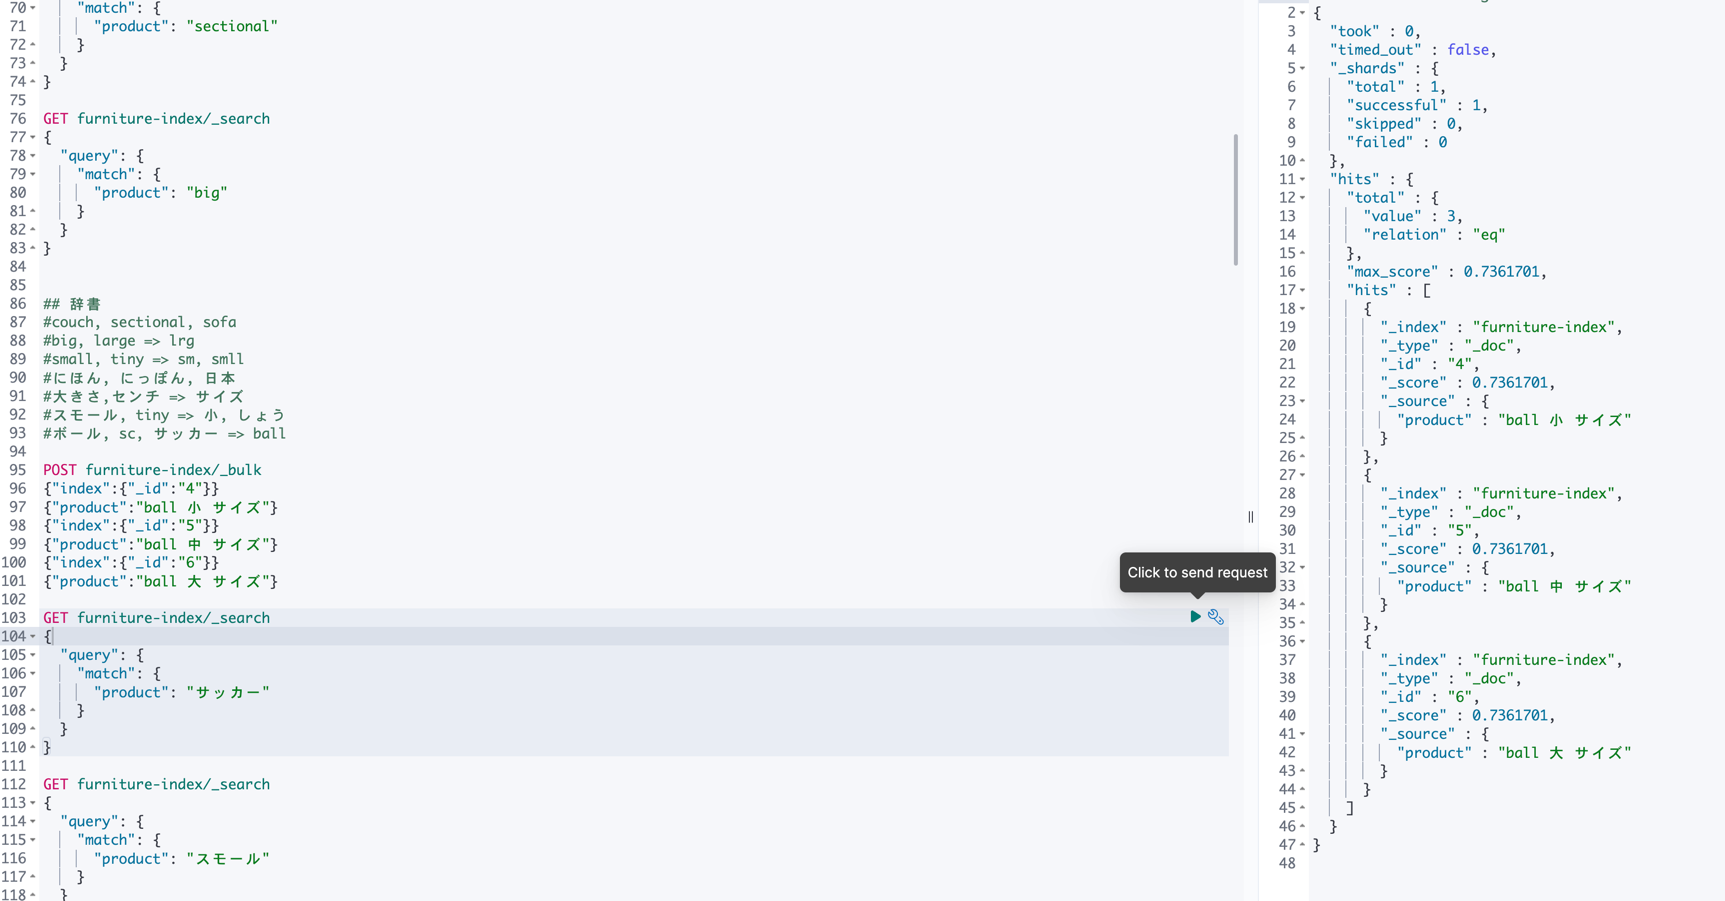 70 "match": {
71 "product": "sectional"
72 }
73 }
74 }
75
76 GET furniture-index/_search
77 {
78 "query": {
79 "match": {
80 "product": "big"
81 }
82 }
83 }
84
85
86 ## 辞書
87 #couch, sectional, sofa
88 #big, large => lrg
89 #small, tiny => sm, smll
90 #にほん, にっぽん, 日本
91 #大きさ,センチ => サイズ
92 #スモール, tiny => 小, しょう
93 #ボール, sc, サッカー => ball
94
95 POST furniture-index/_bulk
96 {"index":{"_id":"4"}}
97 {"product":"ball 小 サイズ"}
98 {"index":{"_id":"5"}}
99 {"product":"ball 中 サイズ"}
100 {"index":{"_id":"6"}}
101 {"product":"ball 大 サイズ"}
102
Click to send request
103 GET furniture-index/_search
104 {
105 "query": {
106 "match": {
107 "product": "サッカー"
108 }
109 }
110 }
111
112 GET furniture-index/_search
113 {
114 "query": {
115 "match": {
116 "product": "スモール"
117 }
118 }
2 {
3 "took" : 0,
4 "timed_out" : false,
5 "_shards" : {
6 "total" : 1,
7 "successful" : 1,
8 "skipped" : 0,
9 "failed" : 0
10 },
11 "hits" : {
12 "total" : {
13 "value" : 3,
14 "relation" : "eq"
15 },
16 "max_score" : 0.7361701,
17 "hits" : [
18 {
19 "_index" : "furniture-index",
20 "_type" : "_doc",
21 "_id" : "4",
22 "_score" : 0.7361701,
23 "_source" : {
24 "product" : "ball 小 サイズ"
25 }
26 },
27 {
28 "_index" : "furniture-index",
29 "_type" : "_doc",
30 "_id" : "5",
31 "_score" : 0.7361701,
32 "_source" : {
33 "product" : "ball 中 サイズ"
34 }
35 },
36 {
37 "_index" : "furniture-index",
38 "_type" : "_doc",
39 "_id" : "6",
40 "_score" : 0.7361701,
41 "_source" : {
42 "product" : "ball 大 サイズ"
43 }
44 }
45 ]
46 }
47 }
48